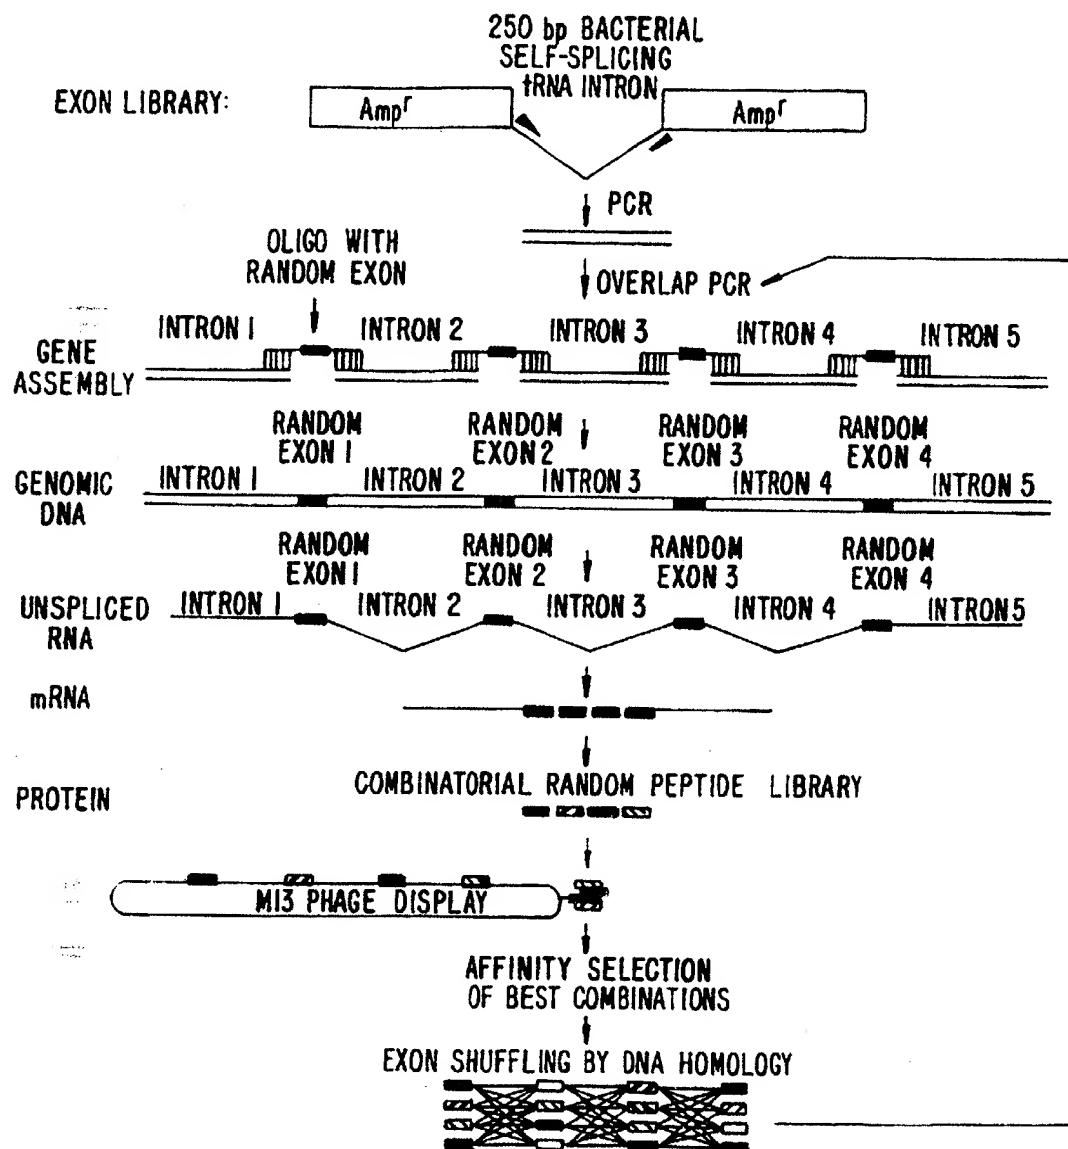 250 bp BACTERIAL
SELF-SPLICING
tRNA INTRON
EXON LIBRARY:
Ampr
Ampr
PCR
OLIGO WITH
RANDOM EXON
OVERLAP PCR
INTRON 1
INTRON 2
INTRON 3
INTRON 4
INTRON 5
GENE
ASSEMBLY
RANDOM
EXON 1
RANDOM
EXON 2
RANDOM
EXON 3
RANDOM
EXON 4
GENOMIC
DNA
INTRON 1
INTRON 2
INTRON 3
INTRON 4
INTRON 5
RANDOM
EXON 1
RANDOM
EXON 2
RANDOM
EXON 3
RANDOM
EXON 4
UNSPLICED
RNA
INTRON 1
INTRON 2
INTRON 3
INTRON 4
INTRON 5
mRNA
PROTEIN
COMBINATORIAL RANDOM PEPTIDE LIBRARY
M13 PHAGE DISPLAY
AFFINITY SELECTION
OF BEST COMBINATIONS
EXON SHUFFLING BY DNA HOMOLOGY